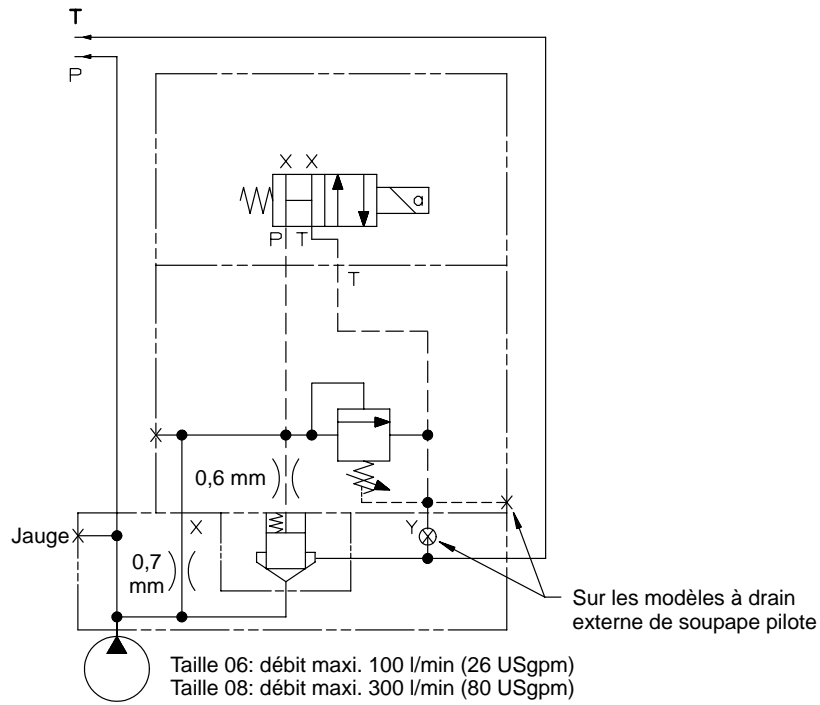 T
P
X X
a
P T
T
0,6 mm
Jauge
X
Y
0,7
mm
Sur les modèles à drain
externe de soupape pilote
Taille 06: débit maxi. 100 l/min (26 USgpm)
Taille 08: débit maxi. 300 l/min (80 USgpm)